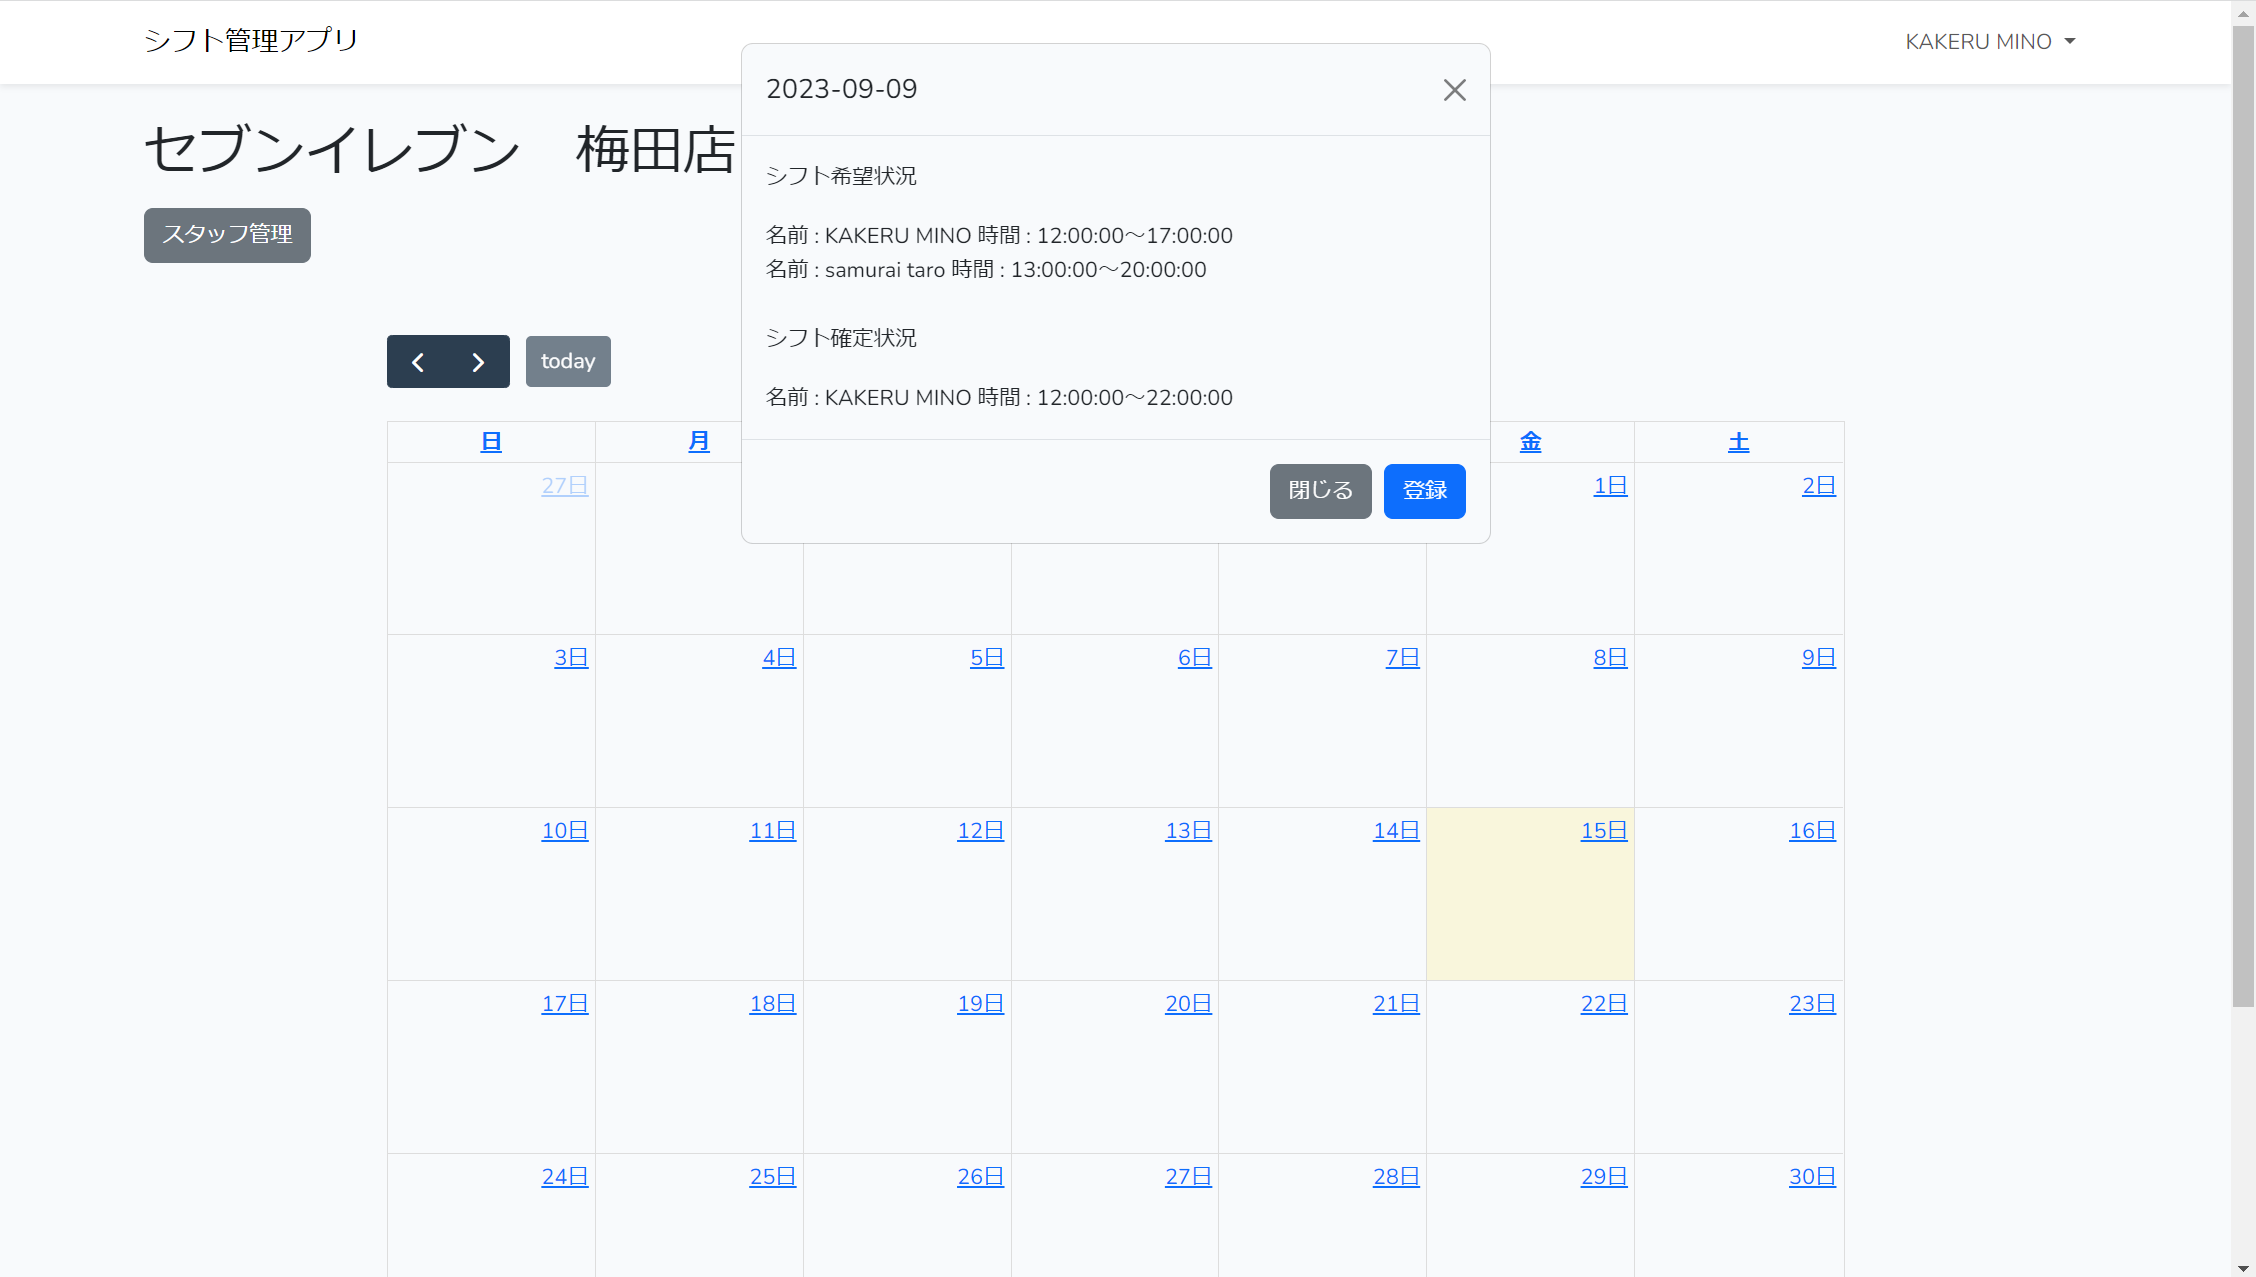 シフト管理アプリ
KAKERU MINO
セブンイレブン　梅田店
スタッフ管理
2023-09-09
シフト希望状況
名前 : KAKERU MINO 時間 : 12:00:00～17:00:00
名前 : samurai taro 時間 : 13:00:00～20:00:00
シフト確定状況
名前 : KAKERU MINO 時間 : 12:00:00～22:00:00
閉じる 登録
today
日 月 金 土
27日 1日 2日
3日 4日 5日 6日 7日 8日 9日
10日 11日 12日 13日 14日 15日 16日
17日 18日 19日 20日 21日 22日 23日
24日 25日 26日 27日 28日 29日 30日